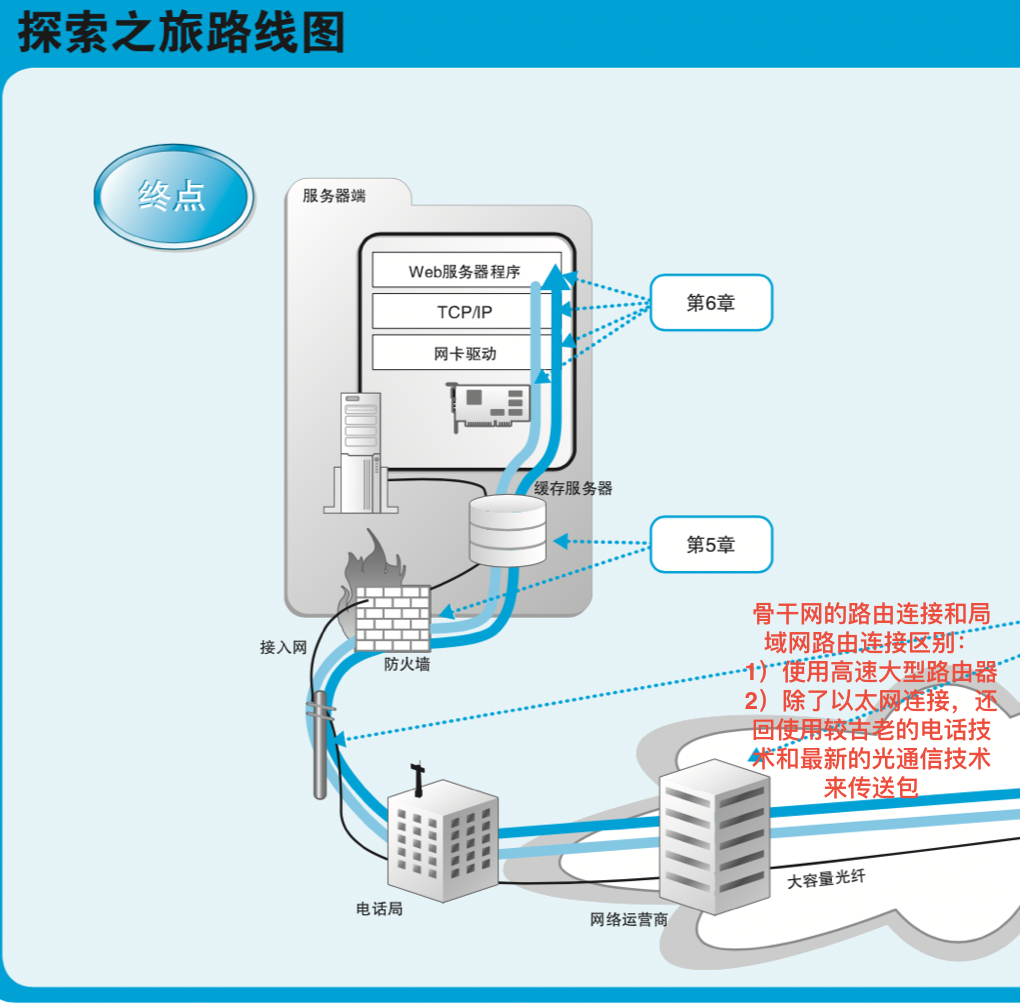 探索之旅路线图
终点
服务器端
Web服务器程序
TCP/IP
网卡驱动
第6章
缓存服务器
第5章
接入网
防火墙
骨干网的路由连接和局
域网路由连接区别：
1）使用高速大型路由器
2）除了以太网连接，还
回使用较古老的电话技
术和最新的光通信技术
来传送包
大容量光纤
电话局
网络运营商